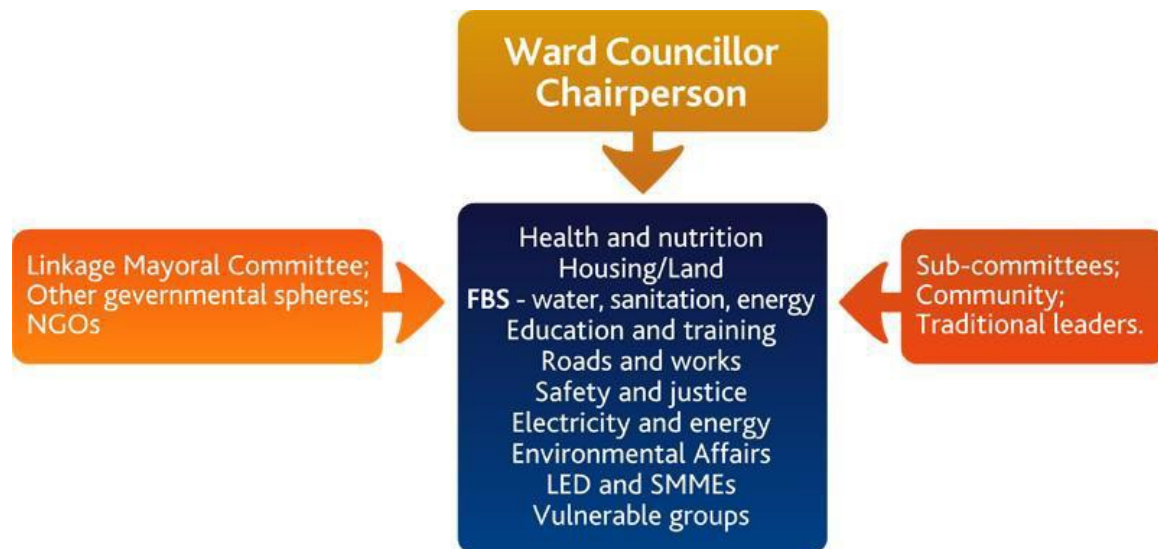 Ward Councillor
Chairperson
Linkage Mayoral Committee;
Other gevernmental spheres;
NGOs
Health and nutrition
Housing/Land
FBS - water, sanitation, energy
Education and training
Roads and works
Safety and justice
Electricity and energy
Environmental Affairs
LED and SMMEs
Vulnerable groups
Sub-committees;
Community;
Traditional leaders.